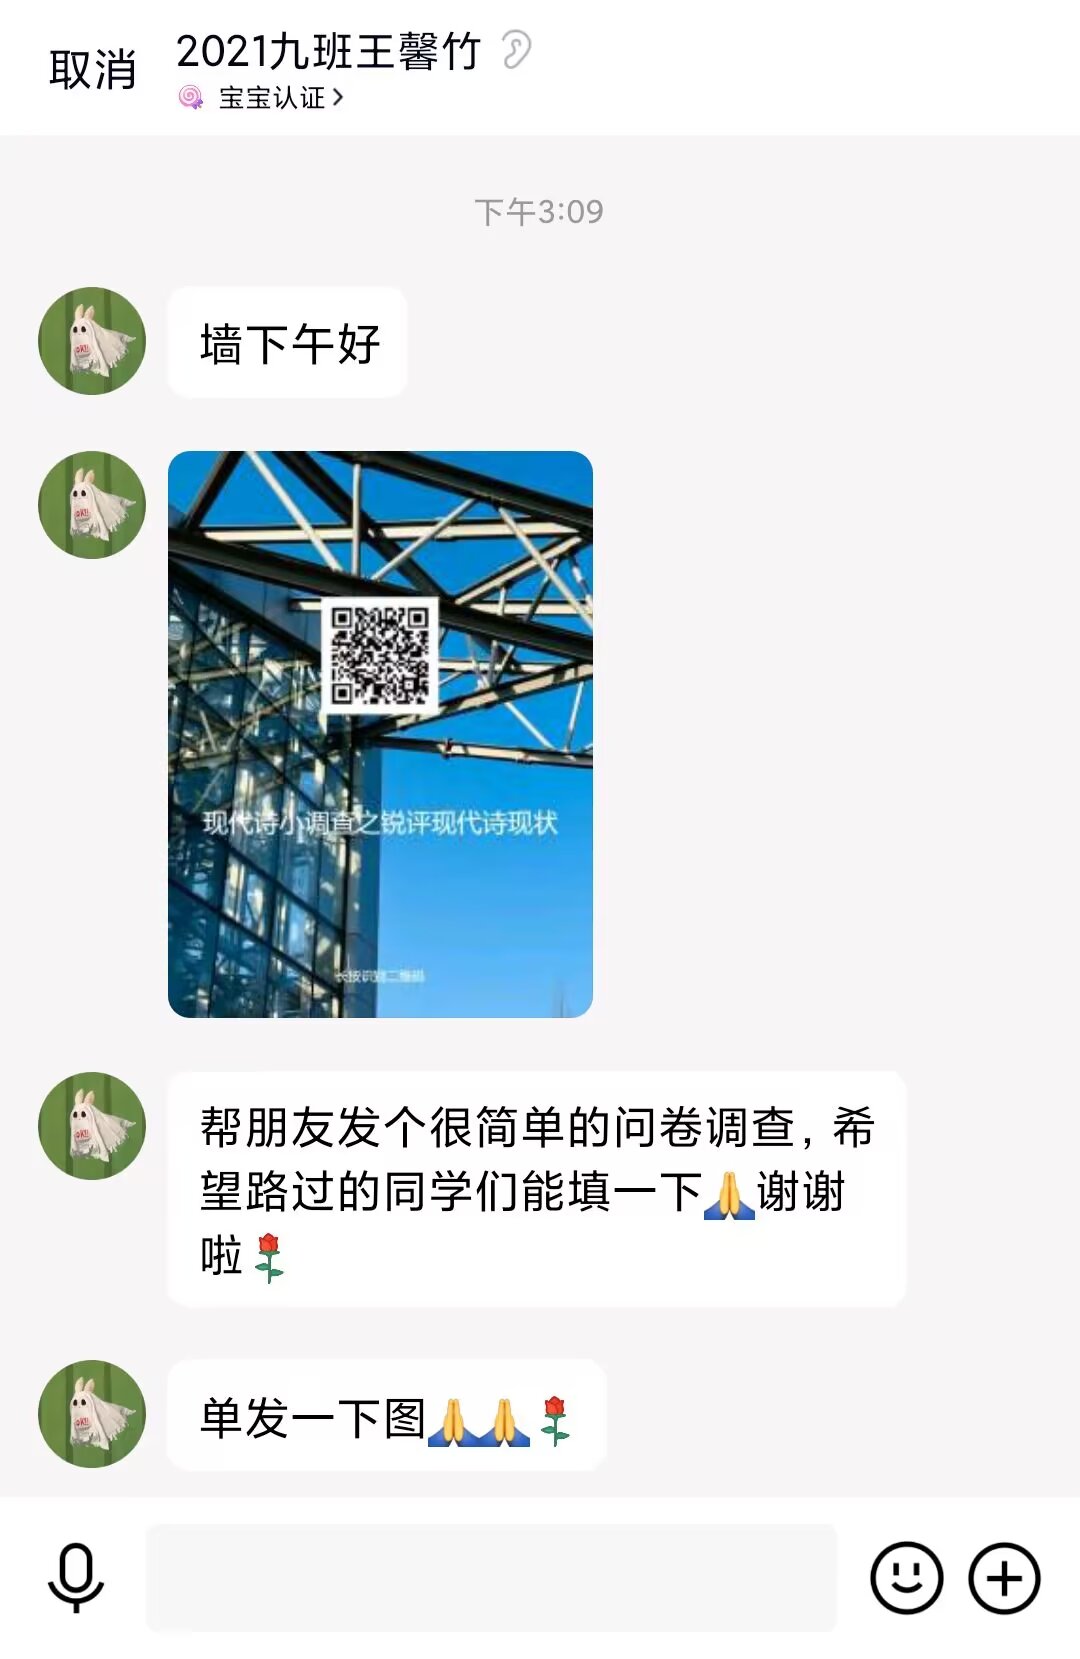 取消
2021九班王馨竹
宝宝认证
下午3:09
墙下午好
现代诗小调查之锐评现代诗现状
长按识别二维码
帮朋友发个很简单的问卷调查，希
望路过的同学们能填一下🙏谢谢
啦🌹
单发一下图🙏🙏🌹